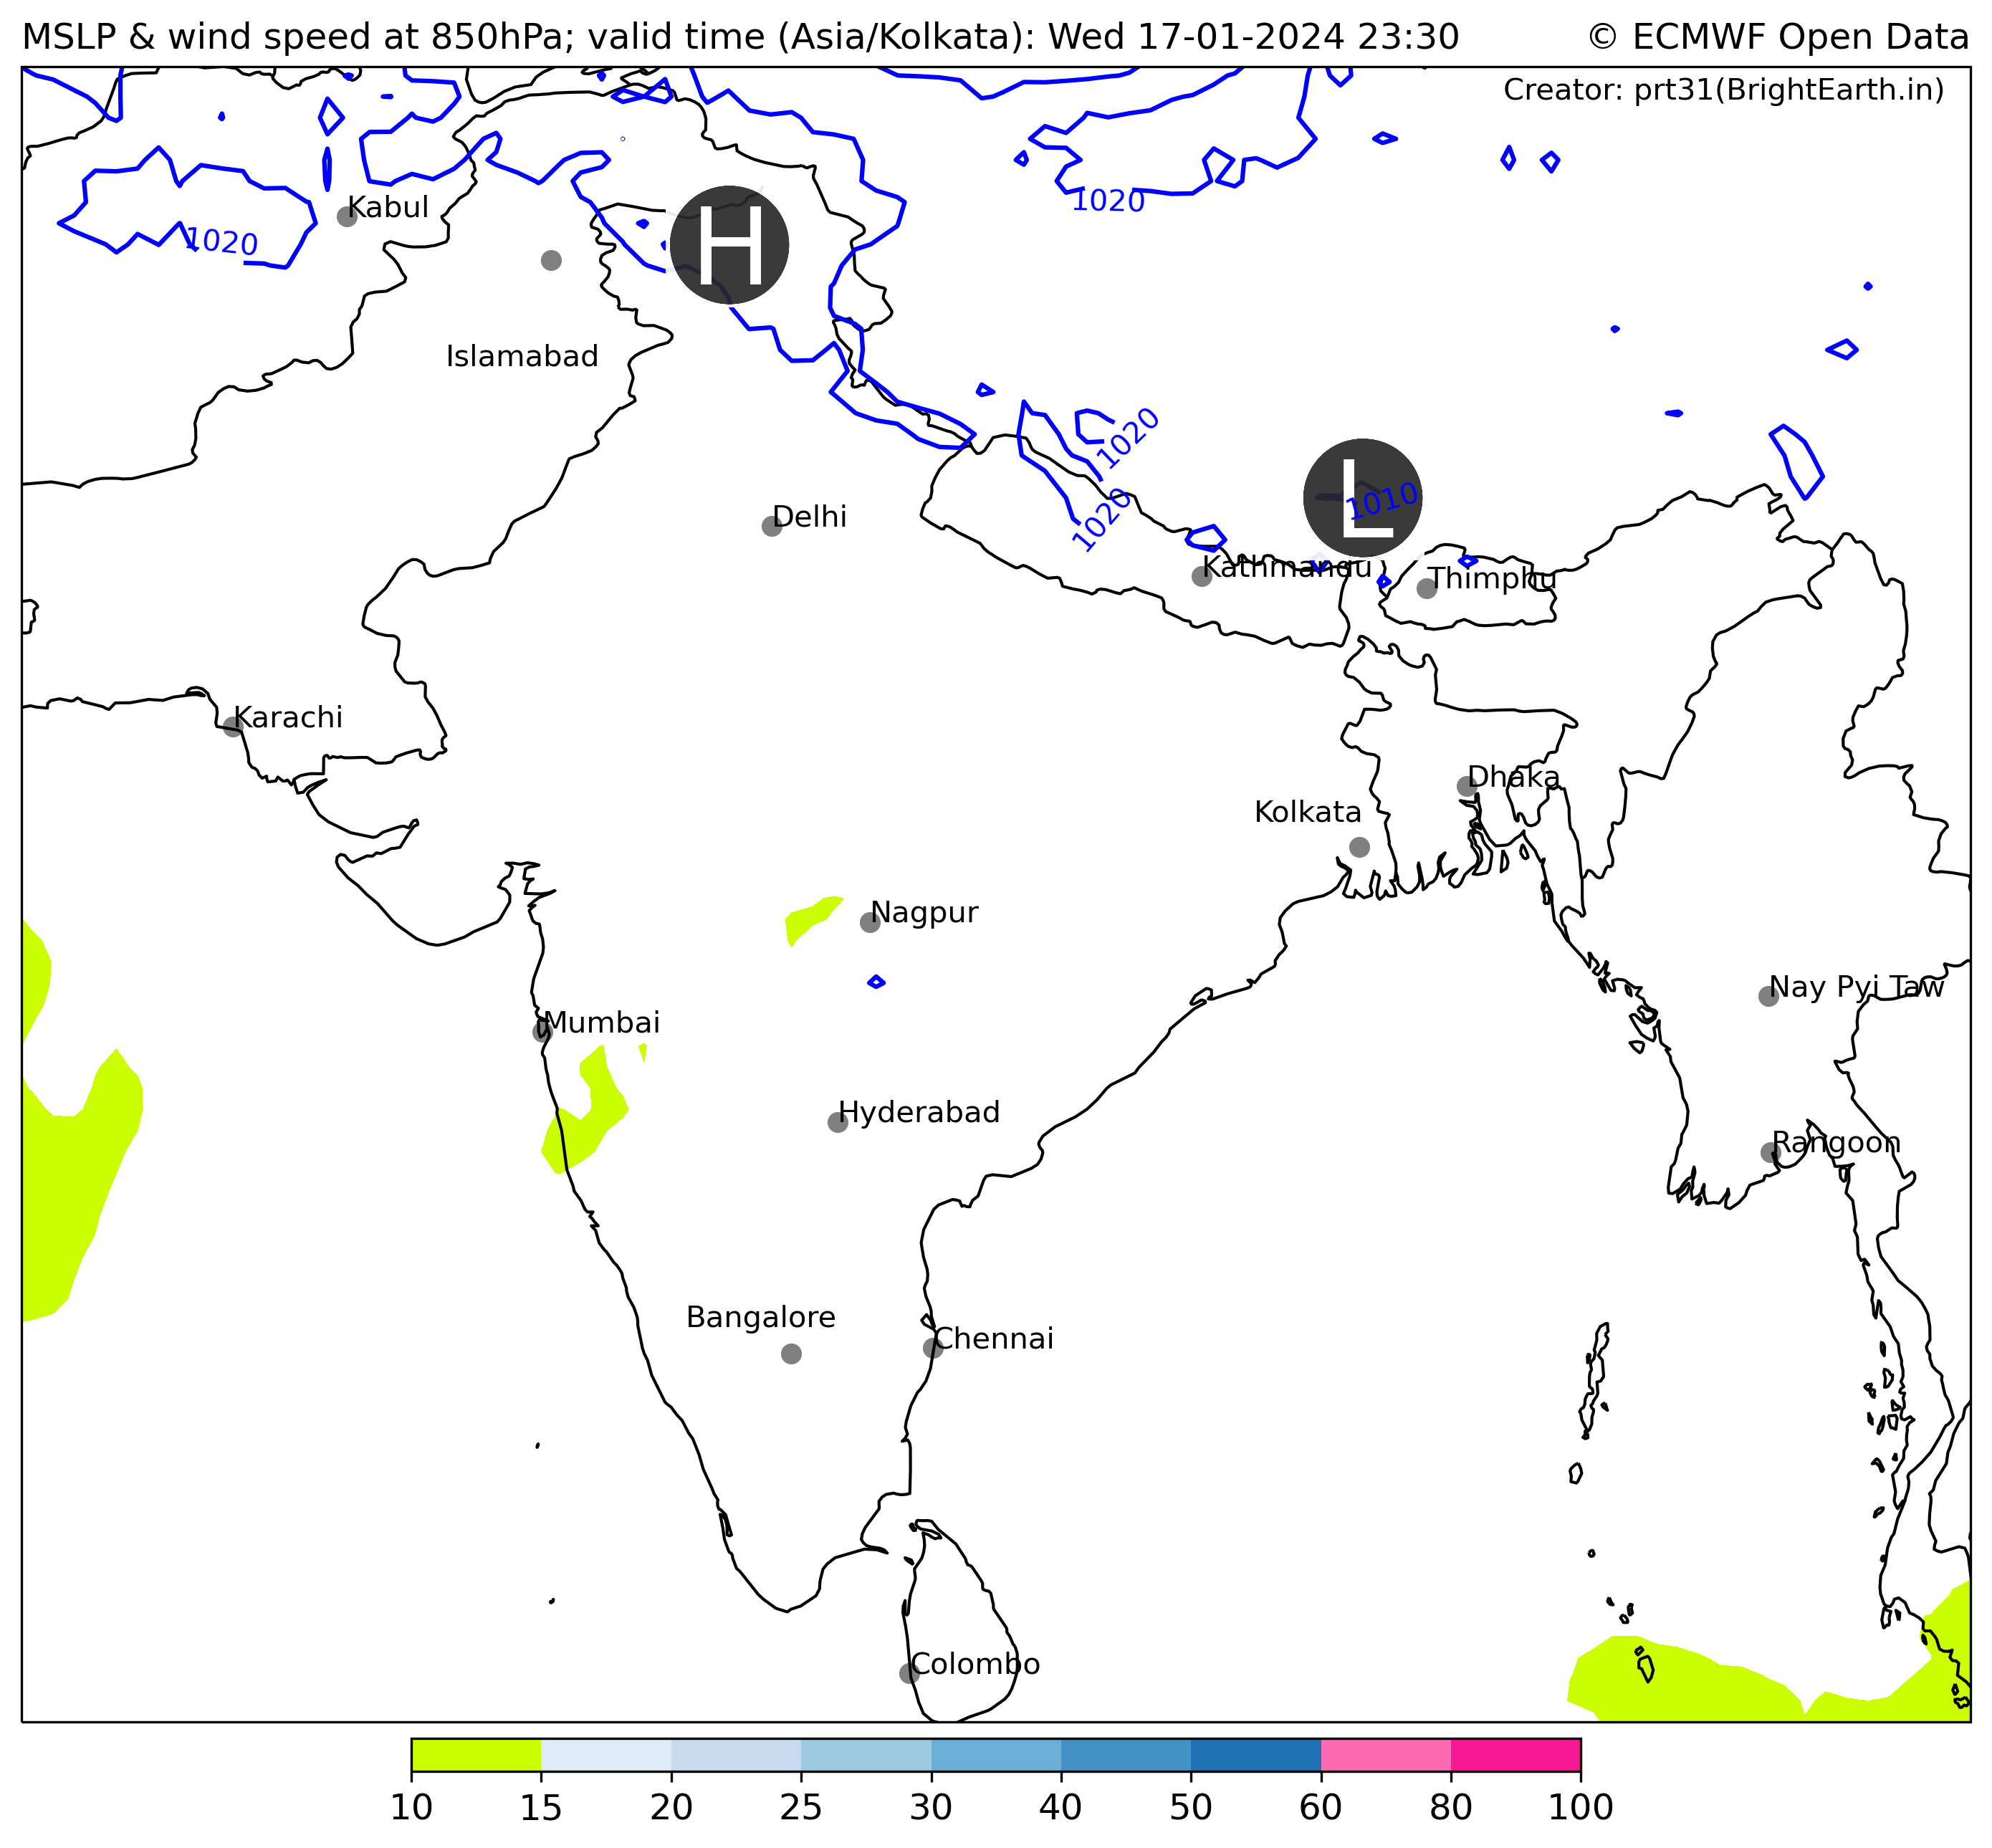 MSLP & wind speed at 850hPa; valid time (Asia/Kolkata): Wed 17-01-2024 23:30
© ECMWF Open Data
Creator: prt31(BrightEarth.in)
1020
Kabul
1020
H
Islamabad
1020
L
1010
1020
Delhi
Kathmandu
Thimphu
Karachi
Dhaka
Kolkata
Nagpur
Nay Pyi Taw
Mumbai
Hyderabad
Rangoon
Bangalore
Chennai
Colombo
10 15 20 25 30 40 50 60 80 100